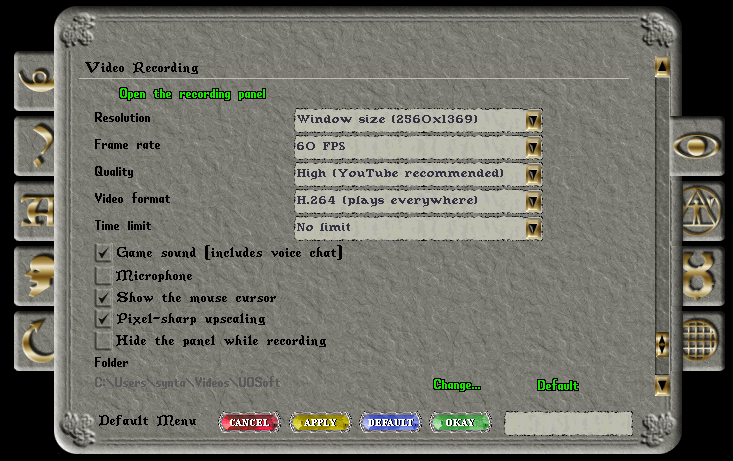 Video Recording
Open the recording panel
Resolution
Window size (2560x1369)
Frame rate
60 FPS
Quality
High (YouTube recommended)
Video format
H.264 (plays everywhere)
Time limit
No limit
Game sound (includes voice chat)
Microphone
Show the mouse cursor
Pixel-sharp upscaling
Hide the panel while recording
Folder
C:\Users\synta\Videos\UOSoft
Change... Default
Default Menu CANCEL APPLY DEFAULT OKAY